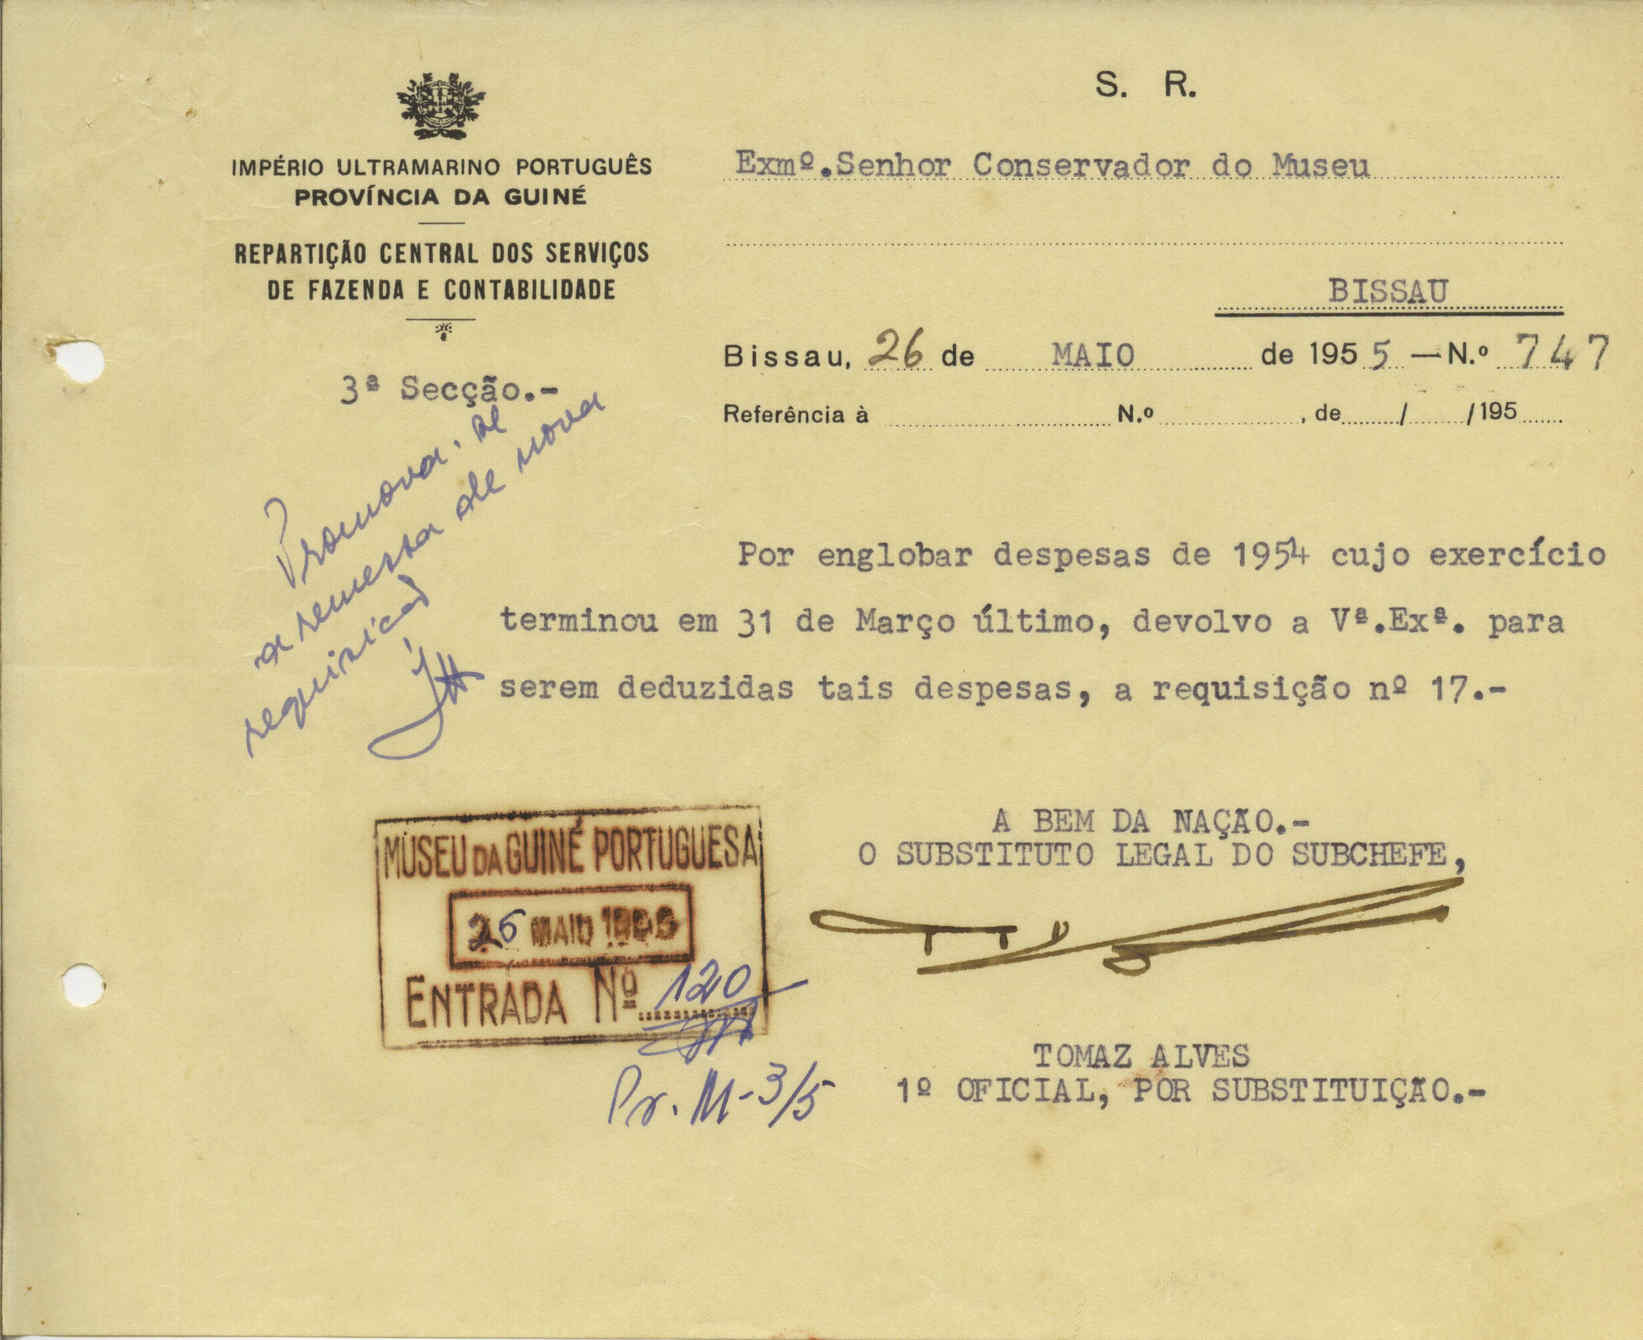 S. R.
IMPÉRIO ULTRAMARINO PORTUGUÊS
PROVÍNCIA DA GUINÉ
REPARTIÇÃO CENTRAL DOS SERVIÇOS
DE FAZENDA E CONTABILIDADE
3ª Secção.-
Exmº.Senhor Conservador do Museu
BISSAU
Bissau, 26 de MAIO de 1955 — N.º 747
Referência à N.º , de / /195
Promova-se
a remessa de nova
requisição
Por englobar despesas de 1954 cujo exercício
terminou em 31 de Março último, devolvo a Vª.Exª. para
serem deduzidas tais despesas, a requisição nº 17.-
A BEM DA NAÇÃO.-
O SUBSTITUTO LEGAL DO SUBCHEFE,
MUSEU DA GUINÉ PORTUGUESA
26 MAIO
ENTRADA Nº 120
Pr. M-3/5
TOMAZ ALVES
1º OFICIAL, POR SUBSTITUIÇÃO.-